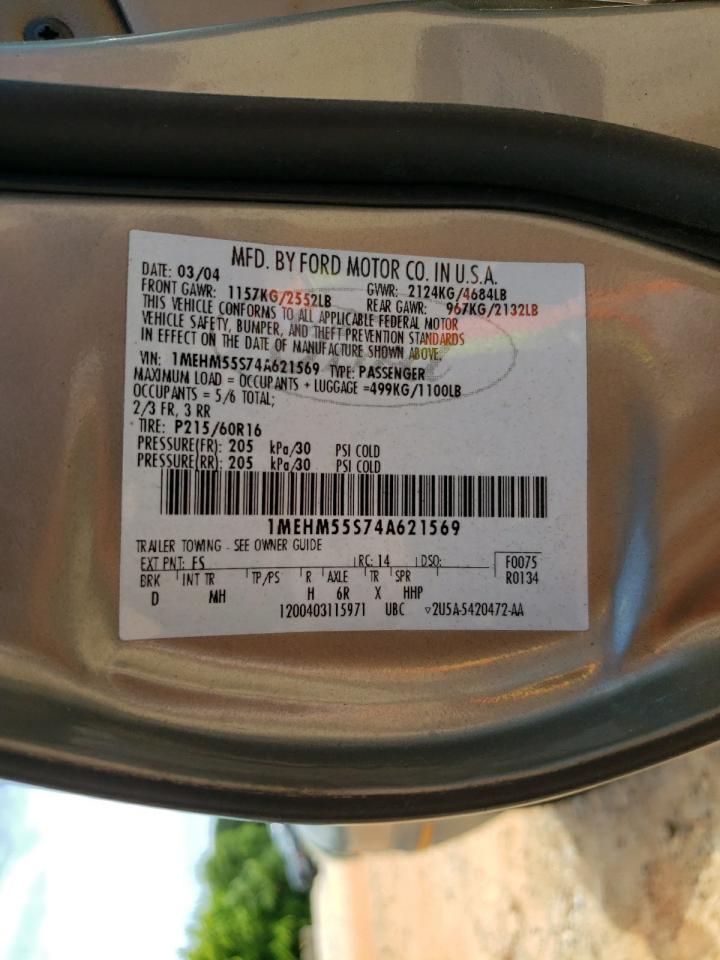 MFD. BY FORD MOTOR CO. IN U.S.A.
DATE: 03/04 GVWR: 2124KG/4684LB
FRONT GAWR: 1157KG/2552LB REAR GAWR: 967KG/2132LB
THIS VEHICLE CONFORMS TO ALL APPLICABLE FEDERAL MOTOR
VEHICLE SAFETY, BUMPER, AND THEFT PREVENTION STANDARDS
IN EFFECT ON THE DATE OF MANUFACTURE SHOWN ABOVE.
VIN: 1MEHM55S74A621569 TYPE: PASSENGER
MAXIMUM LOAD = OCCUPANTS + LUGGAGE =499KG/1100LB
OCCUPANTS = 5/6 TOTAL;
2/3 FR, 3 RR
TIRE: P215/60R16
PRESSURE(FR): 205 kPa/30 PSI COLD
PRESSURE(RR): 205 kPa/30 PSI COLD
1MEHM55S74A621569
TRAILER TOWING - SEE OWNER GUIDE
EXT PNT: FS RC: 14 DSO: F0075
BRK INT TR TP/PS R AXLE TR SPR R0134
D MH H 6R X HHP
1200403115971 UBC ▽2U5A-5420472-AA